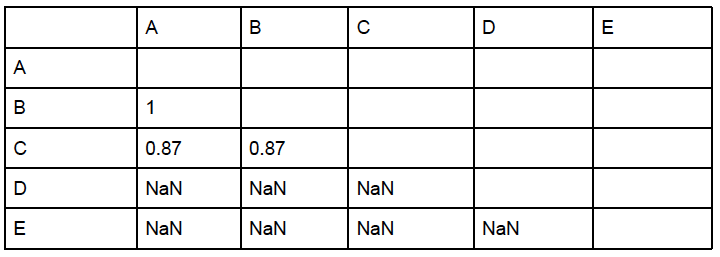 A B C D E
A
B 1
C 0.87 0.87
D NaN NaN NaN
E NaN NaN NaN NaN